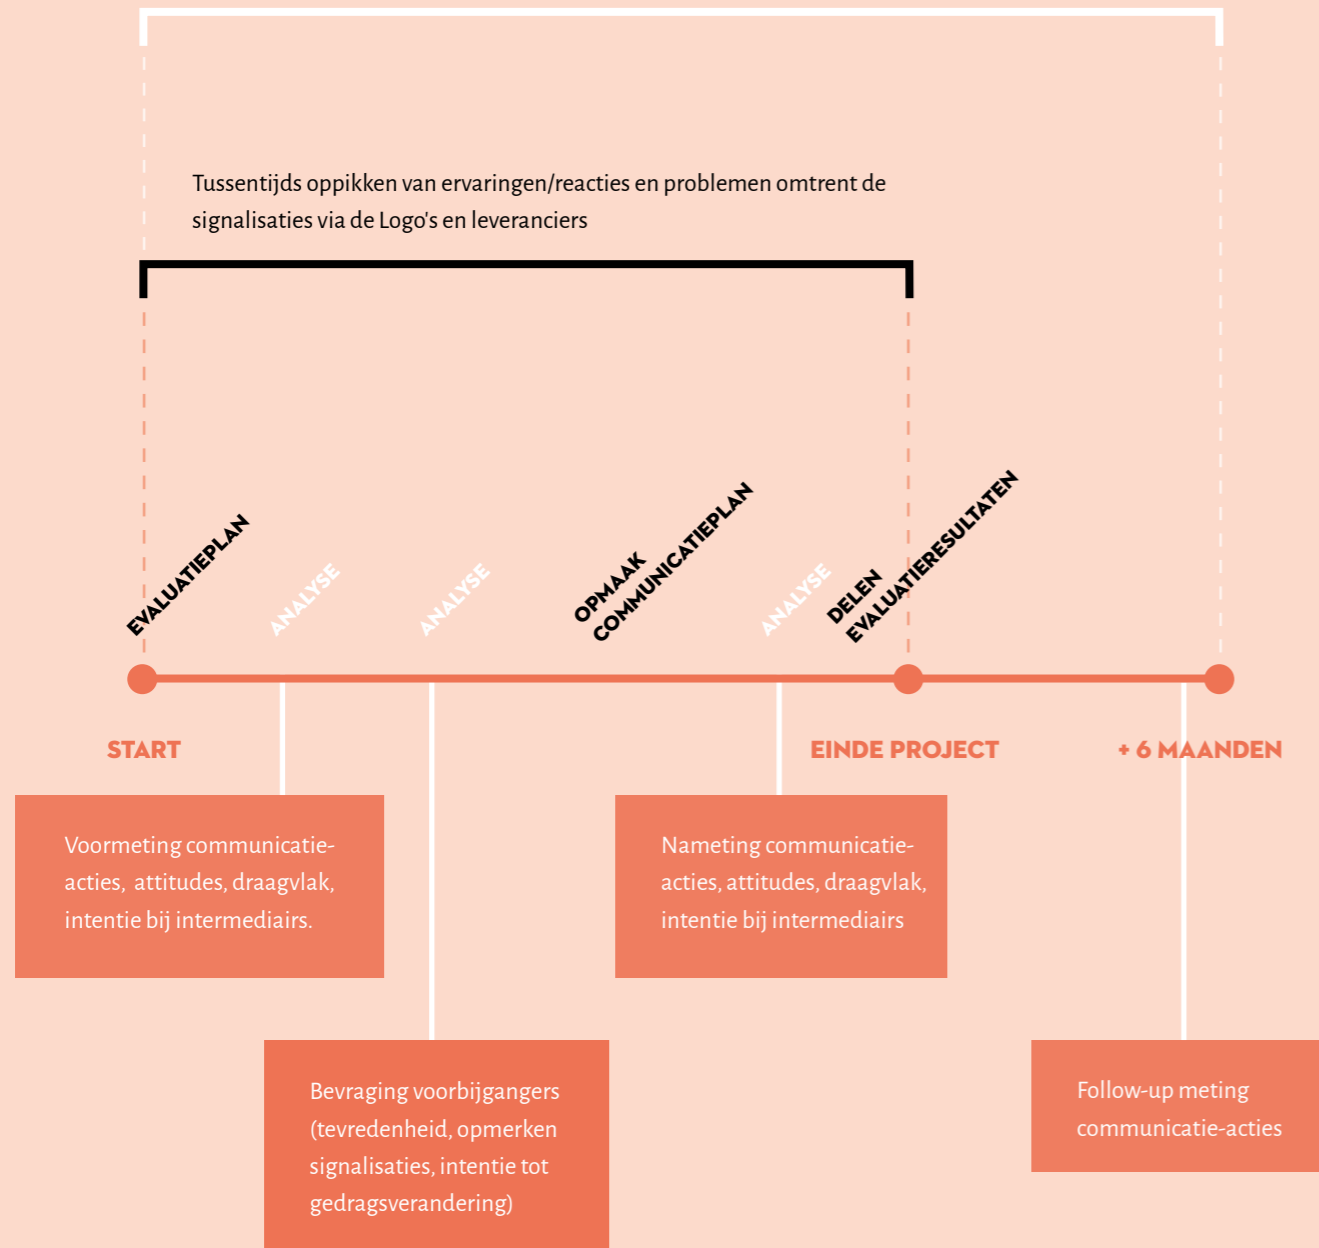 Tussentijds oppikken van ervaringen/reacties en problemen omtrent de
signalisaties via de Logo's en leveranciers
EVALUATIEPLAN
ANALYSE
ANALYSE
OPMAAK
COMMUNICATIEPLAN
ANALYSE
DELEN
EVALUATIERESULTATEN
START
EINDE PROJECT
+ 6 MAANDEN
Voormeting communicatie-
acties, attitudes, draagvlak,
intentie bij intermediairs.
Nameting communicatie-
acties, attitudes, draagvlak,
intentie bij intermediairs
Bevraging voorbijgangers
(tevredenheid, opmerken
signalisaties, intentie tot
gedragsverandering)
Follow-up meting
communicatie-acties